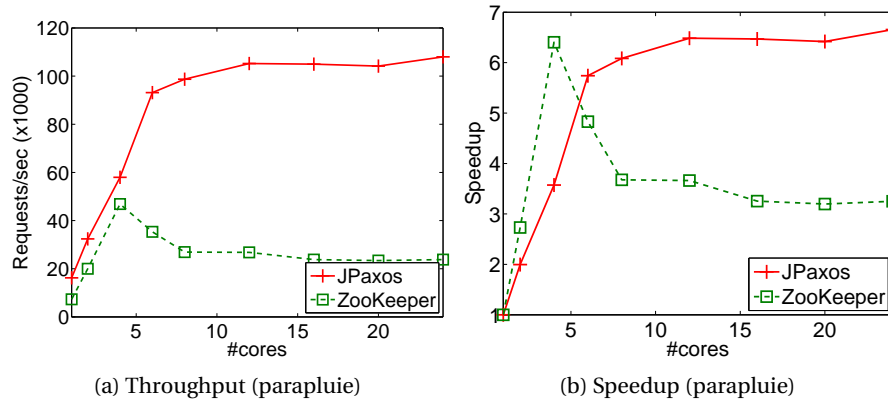 120
100
80
60
40
20
0
Requests/sec (x1000)
5
10
15
20
#cores
JPaxos
ZooKeeper
(a) Throughput (parapluie)
7
6
5
4
3
2
1
Speedup
5
10
15
20
#cores
JPaxos
ZooKeeper
(b) Speedup (parapluie)